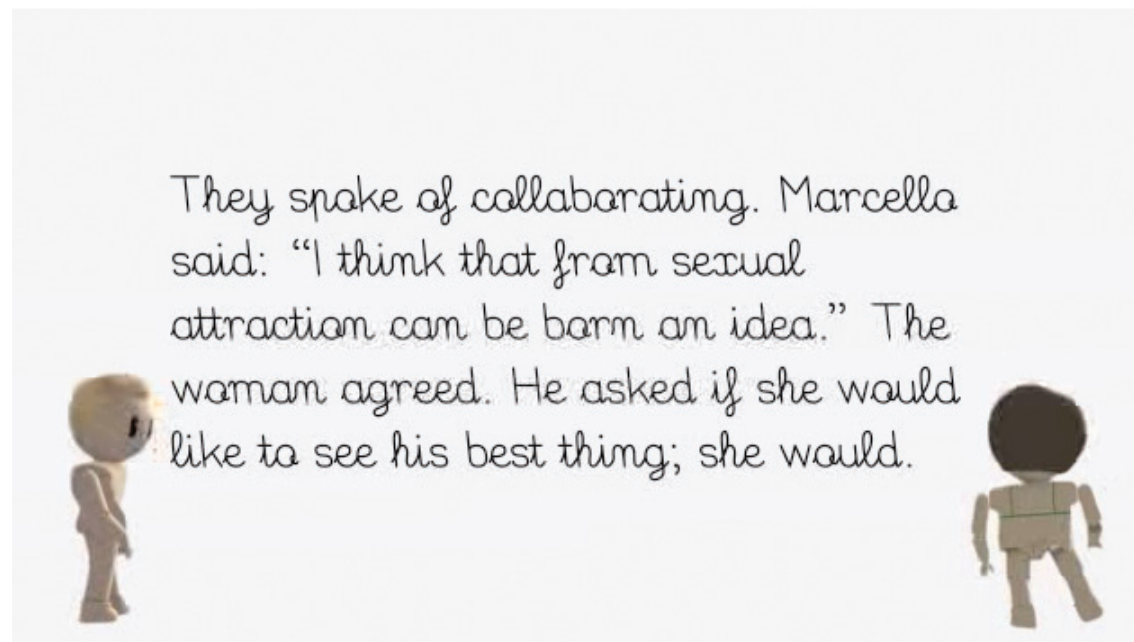 They spoke of collaborating. Marcello
said: “I think that from sexual
attraction can be born an idea.” The
woman agreed. He asked if she would
like to see his best thing; she would.